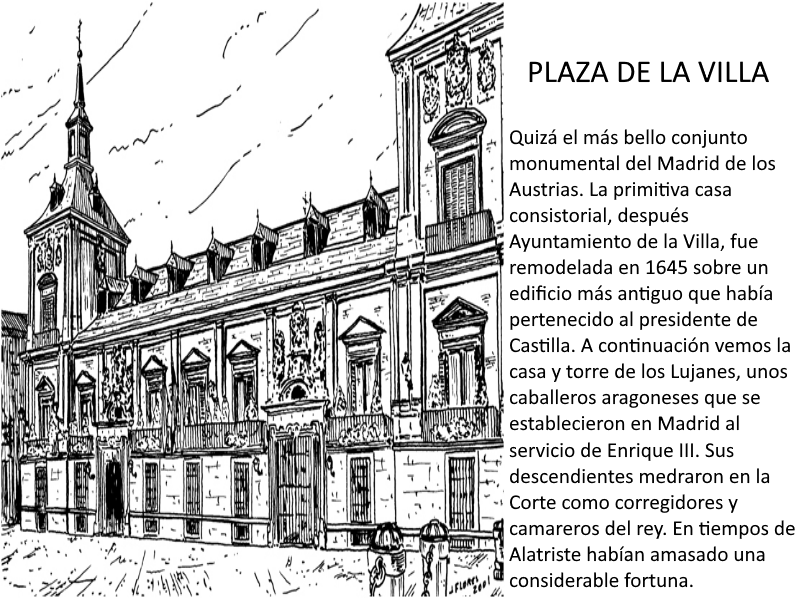 PLAZA DE LA VILLA
Quizá el más bello conjunto
monumental del Madrid de los
Austrias. La primitiva casa
consistorial, después
Ayuntamiento de la Villa, fue
remodelada en 1645 sobre un
edificio más antiguo que había
pertenecido al presidente de
Castilla. A continuación vemos la
casa y torre de los Lujanes, unos
caballeros aragoneses que se
establecieron en Madrid al
servicio de Enrique III. Sus
descendientes medraron en la
Corte como corregidores y
camareros del rey. En tiempos de
Alatriste habían amasado una
considerable fortuna.
2001